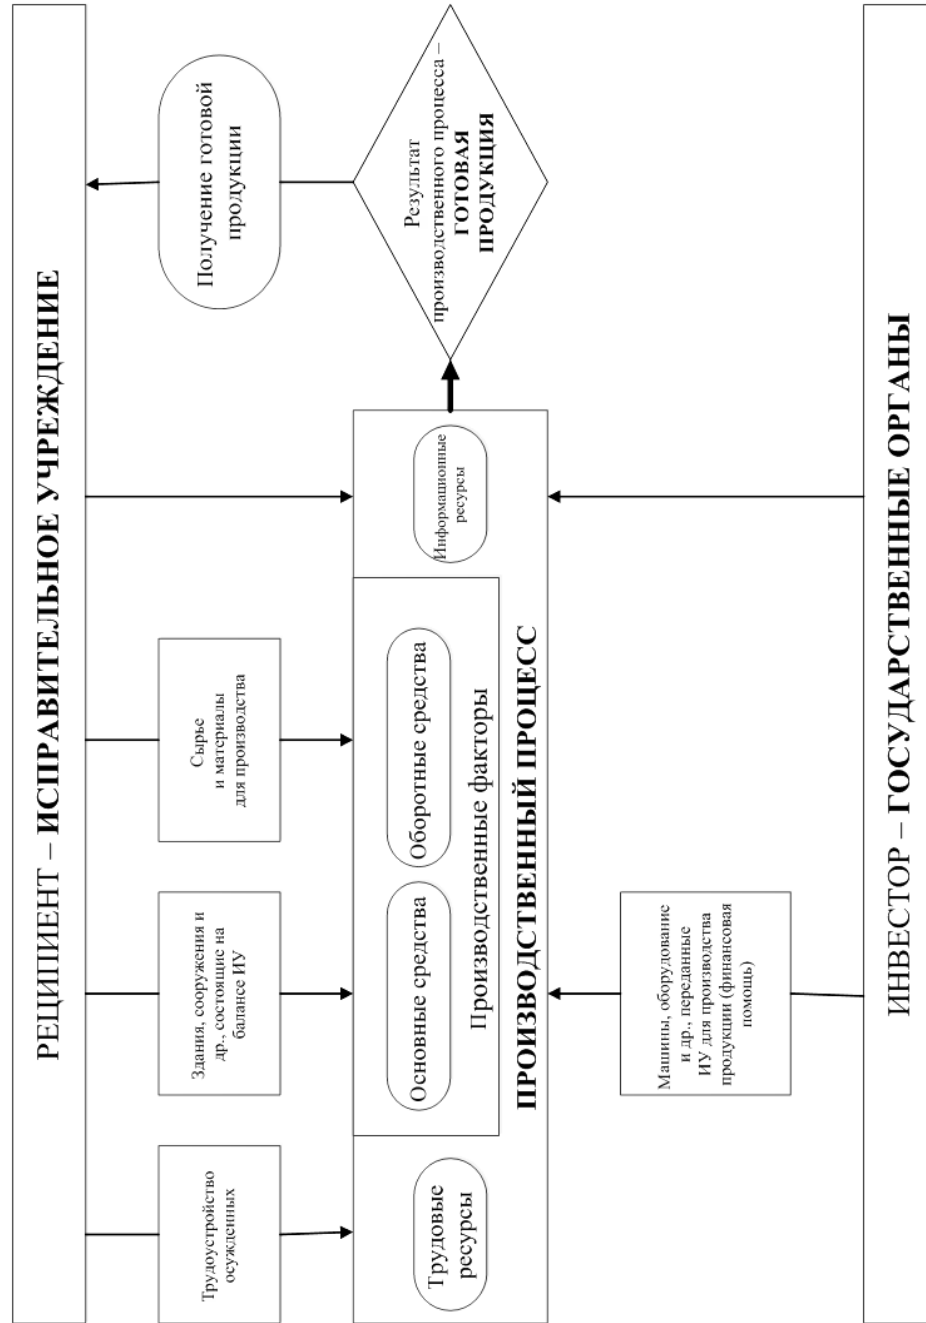 РЕЦИПИЕНТ – ИСПРАВИТЕЛЬНОЕ УЧРЕЖДЕНИЕ
Трудоустройство
осужденных
Здания, сооружения и
др., состоящие на
балансе ИУ
Сырье
и материалы
для производства
Получение готовой
продукции
Трудовые
ресурсы
Основные средства
Оборотные средства
Производственные факторы
Информационные
ресурсы
ПРОИЗВОДСТВЕННЫЙ ПРОЦЕСС
Результат
производственного процесса –
ГОТОВАЯ
ПРОДУКЦИЯ
Машины, оборудование
и др., переданные
ИУ для производства
продукции (финансовая
помощь)
ИНВЕСТОР – ГОСУДАРСТВЕННЫЕ ОРГАНЫ